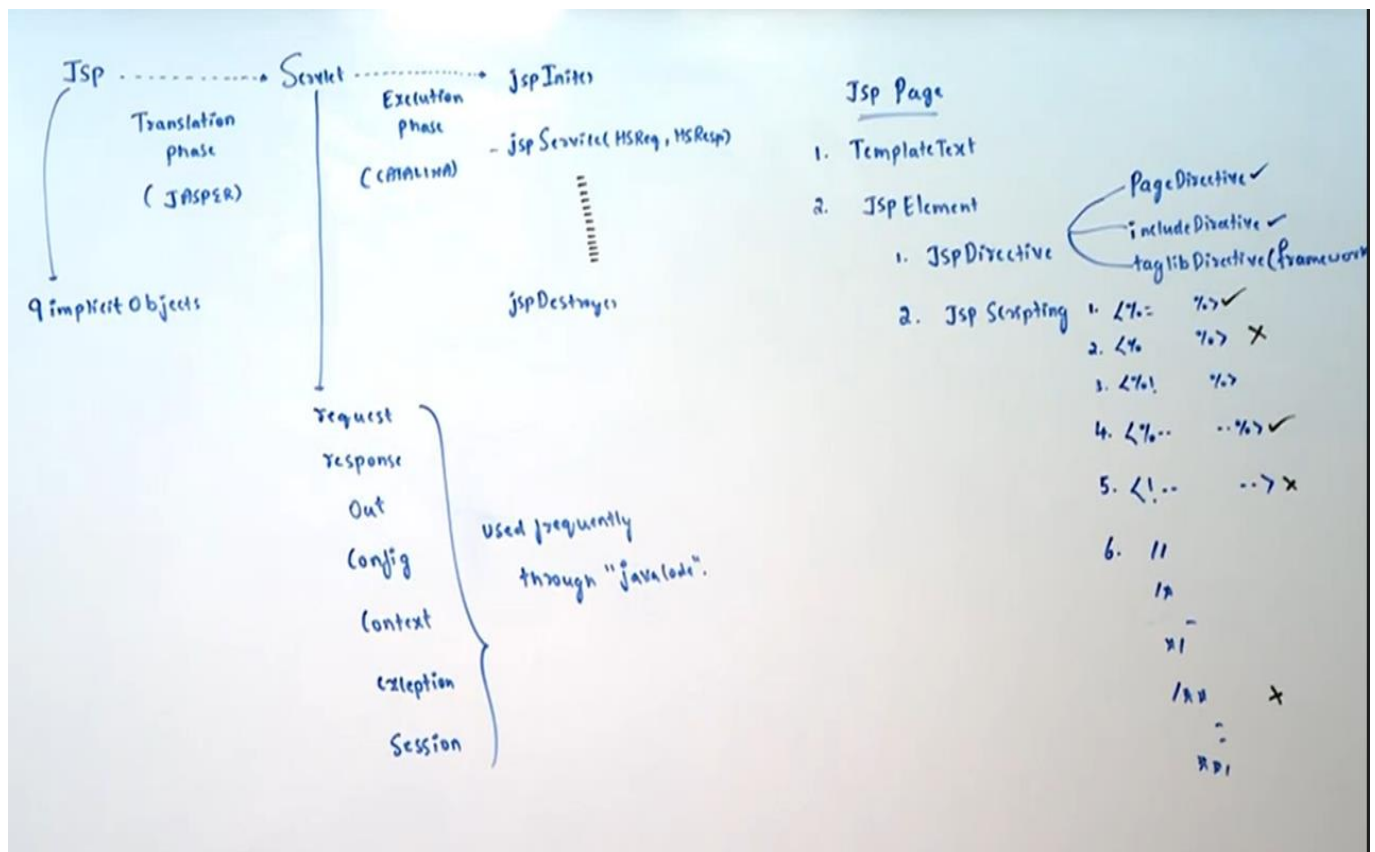 Jsp ---------→ Servlet ---------→ jspInit()
Translation
phase
( JASPER)
Execution
phase
(CATALINA)
- jspService(HSReq, HSResp)
jspDestroy()
9 implicit Objects
request
response
Out
Config
Context
exception
Session
used frequently
through "javaCode".
Jsp Page
1. TemplateText
2. JspElement
1. JspDirective
PageDirective ✓
includeDirective ✓
taglibDirective(framework
2. Jsp Scripting
1. <%= %> ✓
2. <% %> ✗
3. <%! %>
4. <%-- --%> ✓
5. <!-- --> ✗
6. //
/*
*/
/** ✗
**/